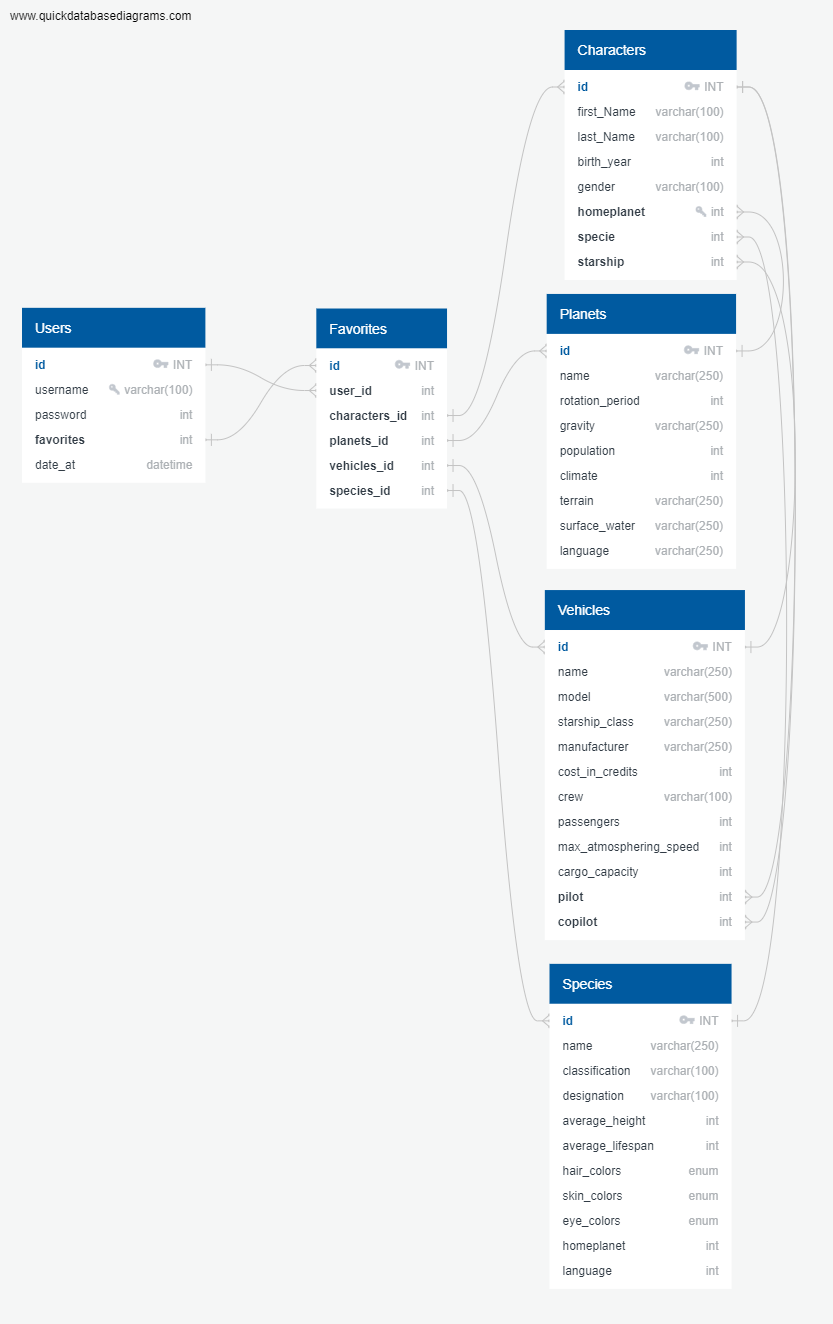 www.quickdatabasediagrams.com
Characters
id INT
first_Name varchar(100)
last_Name varchar(100)
birth_year int
gender varchar(100)
homeplanet int
specie int
starship int
Users
id INT
username varchar(100)
password int
favorites int
date_at datetime
Favorites
id INT
user_id int
characters_id int
planets_id int
vehicles_id int
species_id int
Planets
id INT
name varchar(250)
rotation_period int
gravity varchar(250)
population int
climate int
terrain varchar(250)
surface_water varchar(250)
language varchar(250)
Vehicles
id INT
name varchar(250)
model varchar(500)
starship_class varchar(250)
manufacturer varchar(250)
cost_in_credits int
crew varchar(100)
passengers int
max_atmosphering_speed int
cargo_capacity int
pilot int
copilot int
Species
id INT
name varchar(250)
classification varchar(100)
designation varchar(100)
average_height int
average_lifespan int
hair_colors enum
skin_colors enum
eye_colors enum
homeplanet int
language int